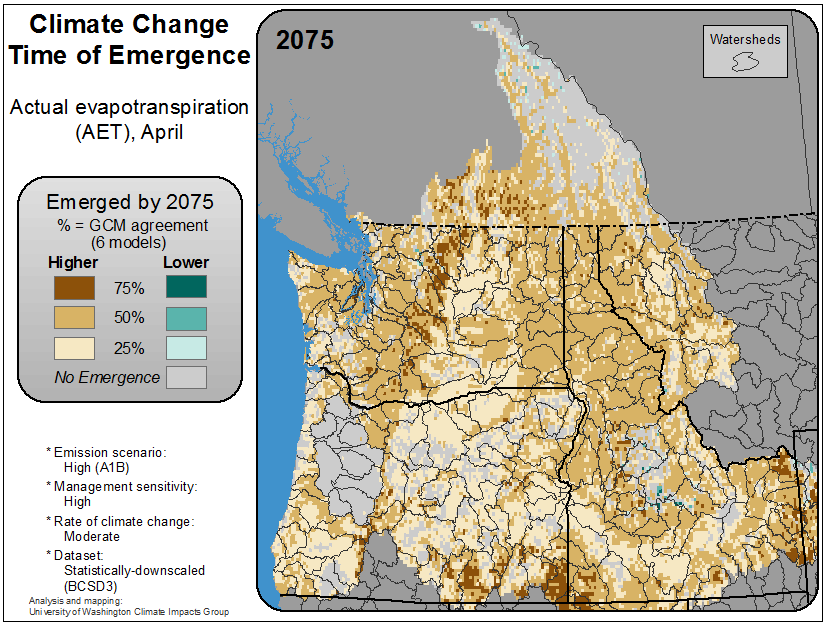 Climate Change
Time of Emergence
Actual evapotranspiration
(AET), April
Emerged by 2075
% = GCM agreement
(6 models)
Higher Lower
75%
50%
25%
No Emergence
* Emission scenario:
High (A1B)
* Management sensitivity:
High
* Rate of climate change:
Moderate
* Dataset:
Statistically-downscaled
(BCSD3)
Analysis and mapping:
University of Washington Climate Impacts Group
2075
Watersheds